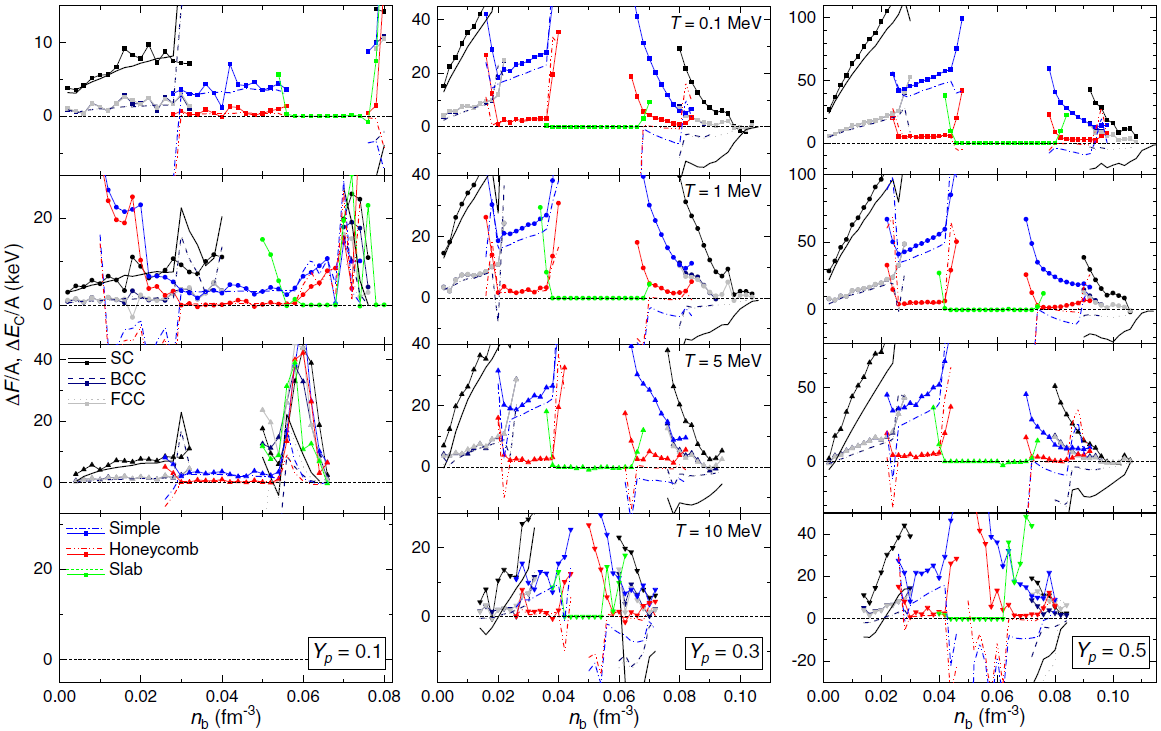 ΔF/A, ΔE_C/A (keV)
10
0
40
20
0
T = 0.1 MeV
100
50
0
20
0
40
20
0
T = 1 MeV
100
50
0
40
20
0
SC
BCC
FCC
40
20
0
T = 5 MeV
50
0
20
0
Simple
Honeycomb
Slab
Y_p = 0.1
20
0
T = 10 MeV
Y_p = 0.3
40
20
0
-20
Y_p = 0.5
0.00 0.02 0.04 0.06 0.08
n_b (fm⁻³)
0.00 0.02 0.04 0.06 0.08 0.10
n_b (fm⁻³)
0.00 0.02 0.04 0.06 0.08 0.10
n_b (fm⁻³)